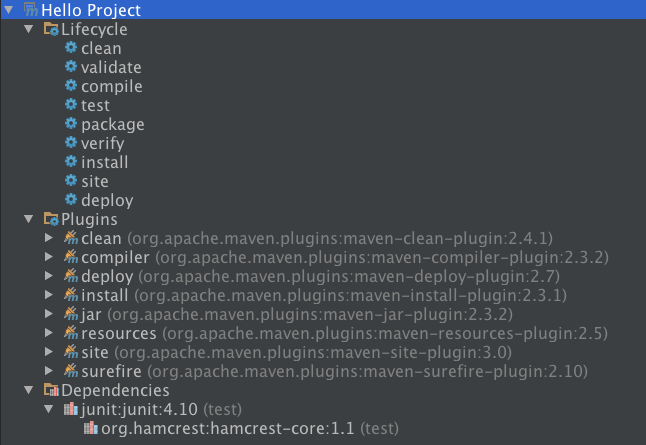 Hello Project
Lifecycle
clean
validate
compile
test
package
verify
install
site
deploy
Plugins
clean (org.apache.maven.plugins:maven-clean-plugin:2.4.1)
compiler (org.apache.maven.plugins:maven-compiler-plugin:2.3.2)
deploy (org.apache.maven.plugins:maven-deploy-plugin:2.7)
install (org.apache.maven.plugins:maven-install-plugin:2.3.1)
jar (org.apache.maven.plugins:maven-jar-plugin:2.3.2)
resources (org.apache.maven.plugins:maven-resources-plugin:2.5)
site (org.apache.maven.plugins:maven-site-plugin:3.0)
surefire (org.apache.maven.plugins:maven-surefire-plugin:2.10)
Dependencies
junit:junit:4.10 (test)
org.hamcrest:hamcrest-core:1.1 (test)